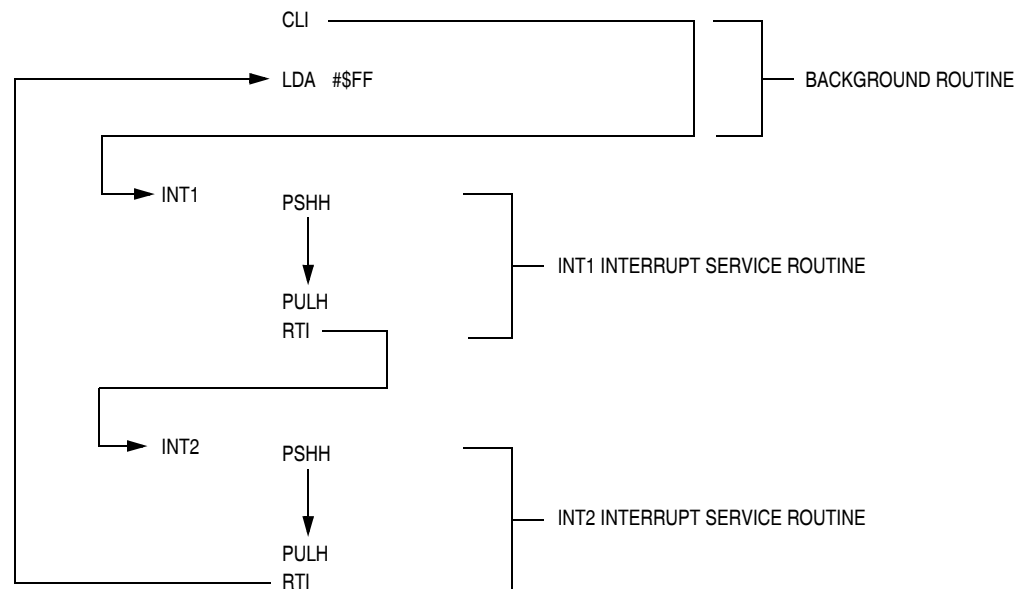 CLI
LDA #$FF
BACKGROUND ROUTINE
INT1
PSHH
INT1 INTERRUPT SERVICE ROUTINE
PULH
RTI
INT2
PSHH
INT2 INTERRUPT SERVICE ROUTINE
PULH
RTI